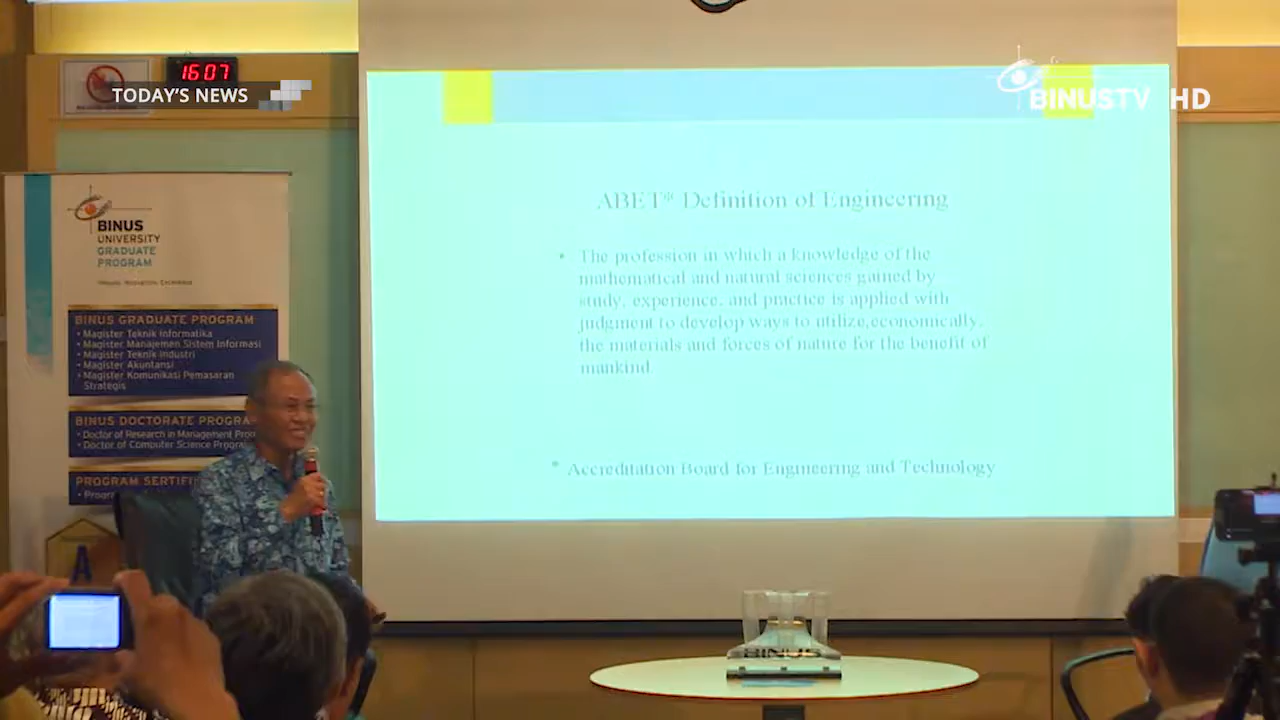 16:07
TODAY'S NEWS
BINUSTV HD
BINUS
UNIVERSITY
GRADUATE
PROGRAM
BINUS GRADUATE PROGRAM
• Magister Teknik Informatika
• Magister Manajemen Sistem Informasi
• Magister Teknik Industri
• Magister Akuntansi
• Magister Komunikasi Pemasaran
Strategis
BINUS DOCTORATE PROGRA
• Doctor of Research in Management Pro
• Doctor of Computer Science Progra
PROGRAM SERTIFI
• Progr
A
ABET* Definition of Engineering
• The profession in which a knowledge of the
mathematical and natural sciences gained by
study, experience, and practice is applied with
judgment to develop ways to utilize,economically,
the materials and forces of nature for the benefit of
mankind.
* Accreditation Board for Engineering and Technology
BINUS